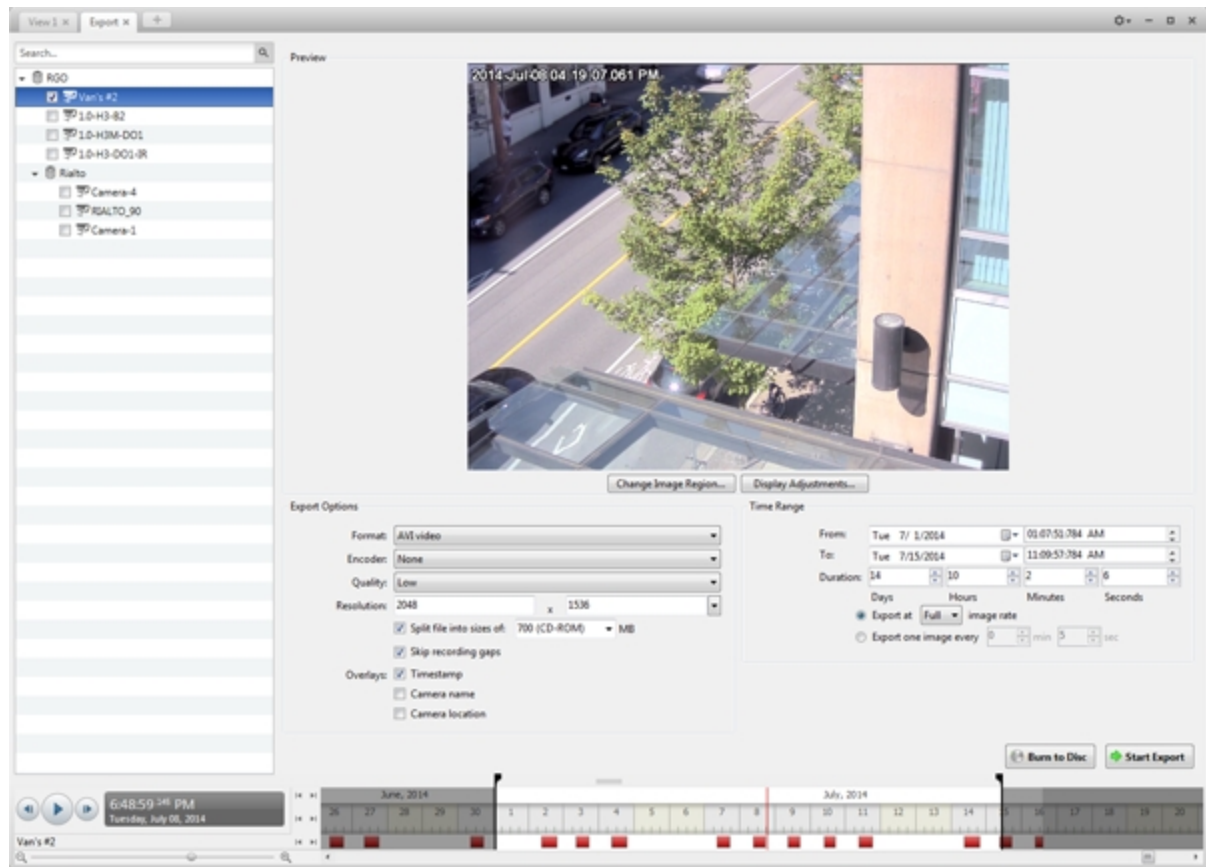 View 1
Export
Search...
Preview
RGO
Van's #2
1.0-H3-B2
1.0-H3M-DO1
1.0-H3-DO1-IR
Rialto
Camera-4
RIALTO_90
Camera-1
2014-Jul-08 04:19:07.061 PM
Change Image Region...
Display Adjustments...
Export Options
Format: AVI video
Encoder: None
Quality: Low
Resolution: 2048 x 1536
Split file into sizes of: 700 (CD-ROM) MB
Skip recording gaps
Overlays: Timestamp
Camera name
Camera location
Time Range
From: Tue 7/ 1/2014 01:07:51:784 AM
To: Tue 7/15/2014 11:09:57:784 AM
Duration: 14 10 2 6
Days Hours Minutes Seconds
Export at Full image rate
Export one image every 0 min 5 sec
Burn to Disc
Start Export
6:48:59 PM
Tuesday, July 08, 2014
June, 2014
July, 2014
26 27 28 29 30 1 2 3 4 5 6 7 8 9 10 11 12 13 14 15 16 17 18 19 20
Van's #2